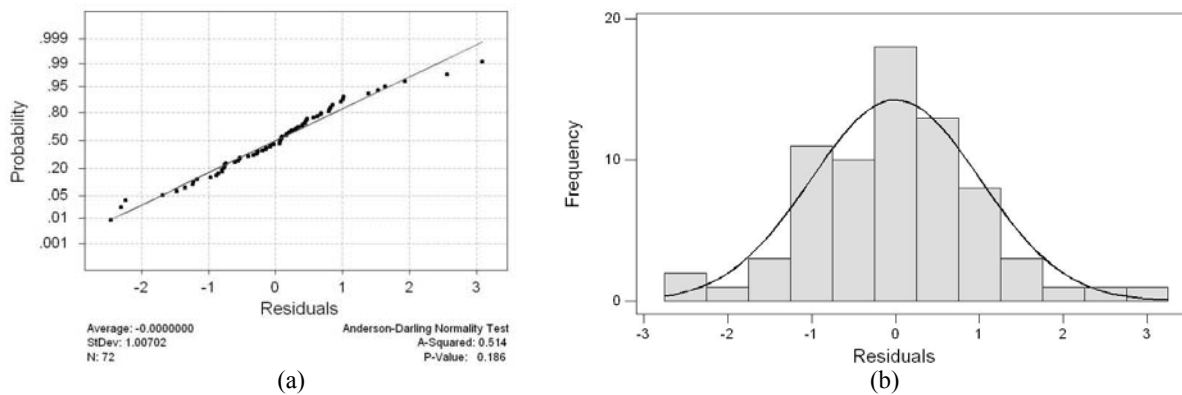 .999
.99
.95
.80
.50
.20
.05
.01
.001
Probability
-2 -1 0 1 2 3
Residuals
Average: -0.0000000
StDev: 1.00702
N: 72
Anderson-Darling Normality Test
A-Squared: 0.514
P-Value: 0.186
(a)
20
10
0
Frequency
-3 -2 -1 0 1 2 3
Residuals
(b)